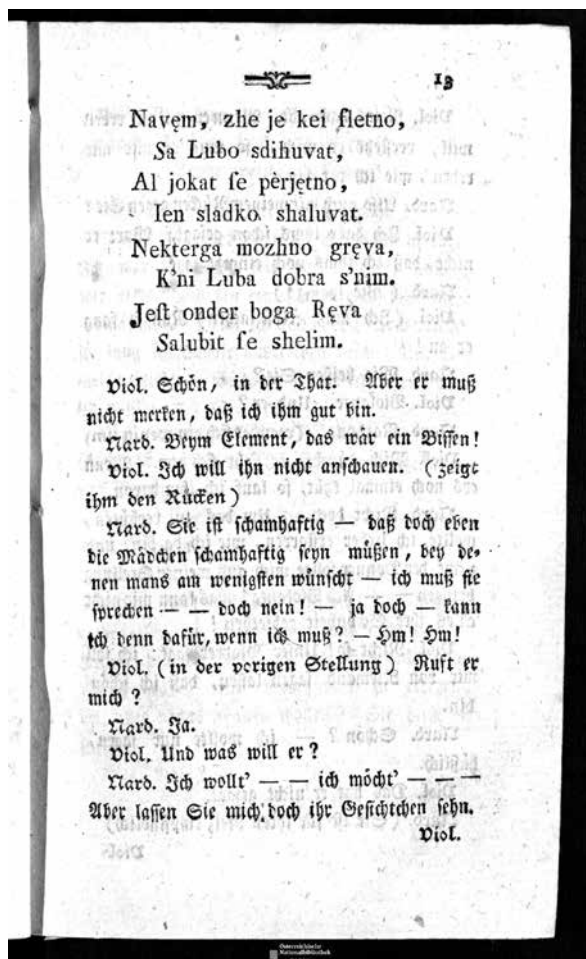 13
Navęm, zhe je kei ſletno,
Sa Lubo sdihuvat,
Al jokat ſe pèrjętno,
Ien sladko shaluvat.
Nekterga mozhno gręva,
K'ni Luba dobra s'nim.
Jeſt onder boga Ręva
Salubit ſe shelim.
Viol. Schön, in der That. Aber er muß
nicht merken, daß ich ihm gut bin.
Nard. Beym Element, das wär ein Bissen!
Viol. Ich will ihn nicht anschauen. (zeigt
ihm den Rücken)
Nard. Sie ist schamhaftig — daß doch eben
die Mädchen schamhaftig seyn müßen, bey de-
nen mans am wenigsten wünscht — ich muß sie
sprechen — — doch nein! — ja doch — kann
ich denn dafür, wenn ich muß? — Hm! Hm!
Viol. (in der vorigen Stellung) Ruft er
mich?
Nard. Ja.
Viol. Und was will er?
Nard. Ich wollt' — — ich möcht' — — —
Aber lassen Sie mich doch ihr Gesichtchen sehn.
Viol.
Österreichische
Nationalbibliothek